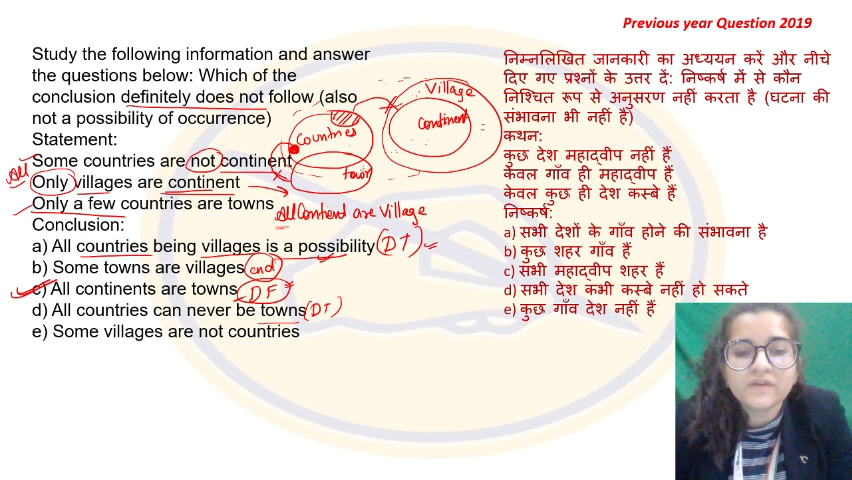 Previous year Question 2019
Study the following information and answer
the questions below: Which of the
conclusion definitely does not follow (also
not a possibility of occurrence)
Statement:
Some countries are not continent
All
Only villages are continent
Only a few countries are towns
Conclusion:
a) All countries being villages is a possibility (DT)
b) Some towns are villages and
c) All continents are towns DF
d) All countries can never be towns (DT)
e) Some villages are not countries
Village
Continent
Countries
town
All Continent are Village
निम्नलिखित जानकारी का अध्ययन करें और नीचे
दिए गए प्रश्नों के उत्तर दें: निष्कर्ष में से कौन
निश्चित रूप से अनुसरण नहीं करता है (घटना की
संभावना भी नहीं है)
कथन:
कुछ देश महाद्वीप नहीं हैं
केवल गाँव ही महाद्वीप हैं
केवल कुछ ही देश कस्बे हैं
निष्कर्ष:
a) सभी देशों के गाँव होने की संभावना है
b) कुछ शहर गाँव हैं
c) सभी महाद्वीप शहर हैं
d) सभी देश कभी कस्बे नहीं हो सकते
e) कुछ गाँव देश नहीं हैं